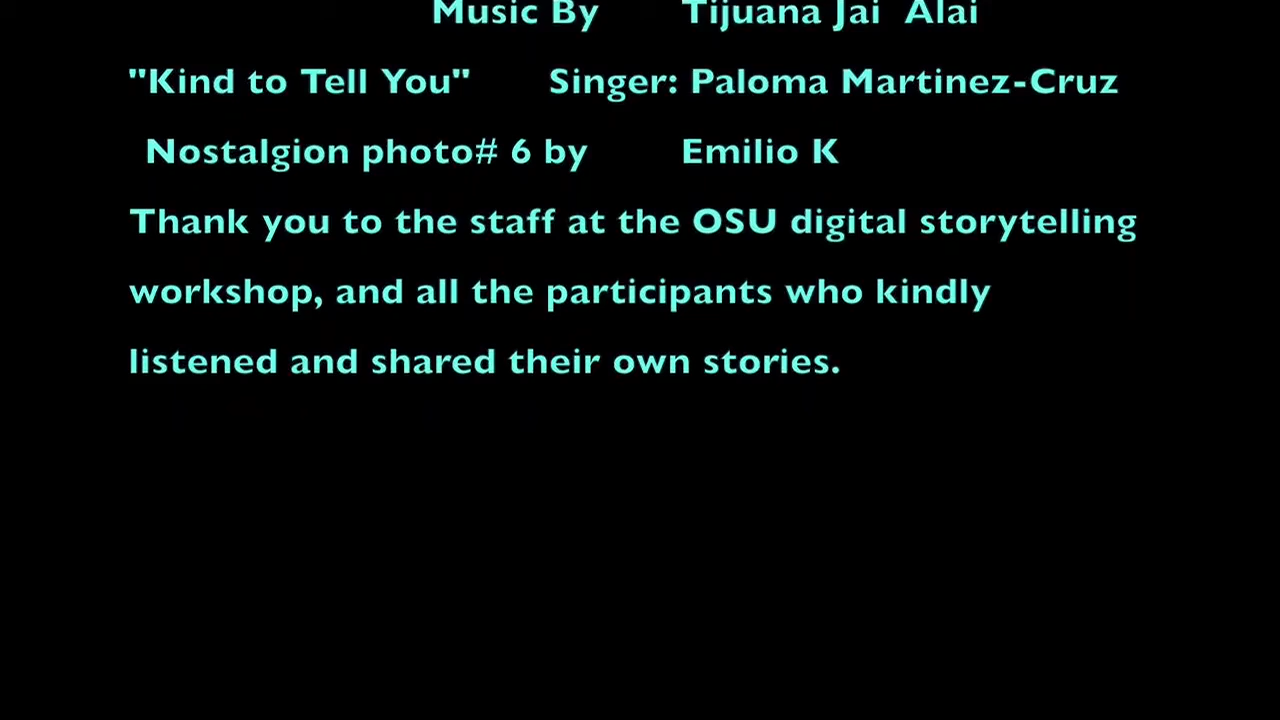 Music By Tijuana Jai Alai
"Kind to Tell You" Singer: Paloma Martinez-Cruz
Nostalgion photo# 6 by Emilio K
Thank you to the staff at the OSU digital storytelling
workshop, and all the participants who kindly
listened and shared their own stories.